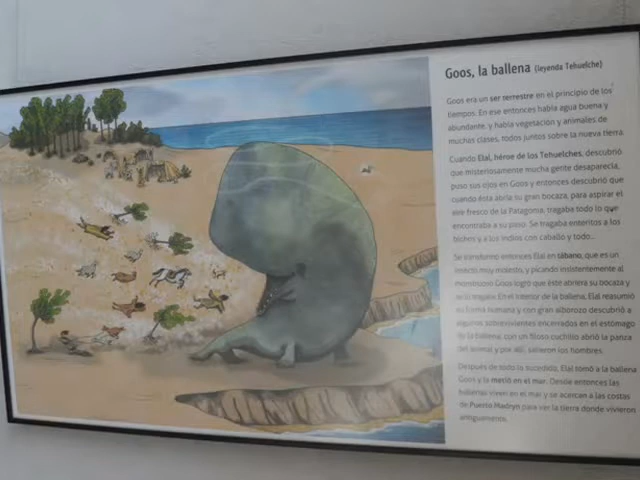 Goos, la ballena (leyenda Tehuelche)
Goos era un ser terrestre en el principio de los
tiempos. En ese entonces había agua buena y
abundante, y había vegetación y animales de
muchas clases, todos juntos sobre la nueva tierra.
Cuando Elal, héroe de los Tehuelches, descubrió
que misteriosamente mucha gente desaparecía,
puso sus ojos en Goos y entonces descubrió que
cuando ésta abría su gran bocaza, para aspirar el
aire fresco de la Patagonia, tragaba todo lo que
encontraba a su paso. Se tragaba enteritos a los
bichos y a los indios con caballo y todo...
Se transformó entonces Elal en tábano, que es un
insecto muy molesto, y picando insistentemente al
monstruoso Goos logró que éste abriera su bocaza y
se lo tragara. En el interior de la ballena, Elal reasumió
su forma humana y con gran alborozo descubrió a
algunos sobrevivientes encerrados en el estómago
de la ballena; con un filoso cuchillo abrió la panza
del animal y por allí, salieron los hombres.
Después de todo lo sucedido, Elal tomó a la ballena
Goos y la metió en el mar. Desde entonces las
ballenas viven en el mar y se acercan a las costas
de Puerto Madryn para ver la tierra donde vivieron
antiguamente.